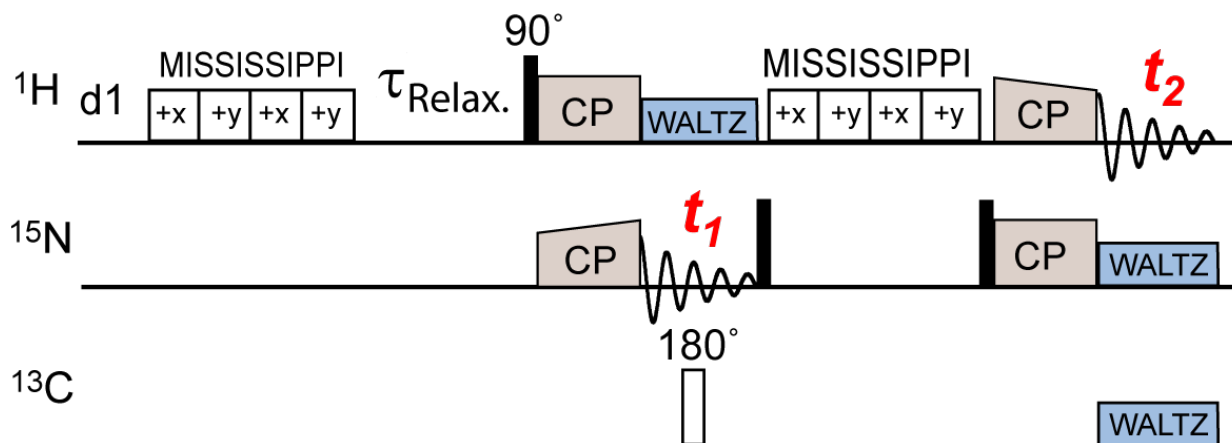 90°
MISSISSIPPI MISSISSIPPI
¹H d1 +x +y +x +y τRelax. CP WALTZ +x +y +x +y CP t₂
¹⁵N CP t₁ CP WALTZ
180°
¹³C WALTZ